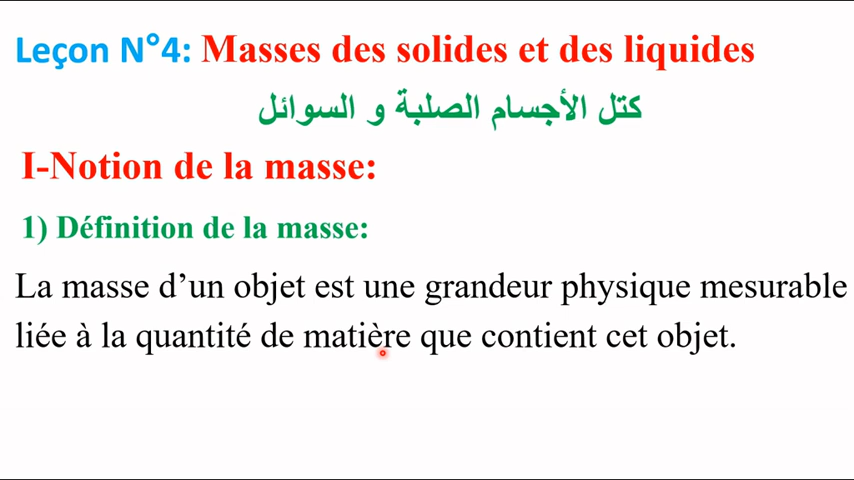 Leçon N°4: Masses des solides et des liquides
كتل الأجسام الصلبة و السوائل
I-Notion de la masse:
1) Définition de la masse:
La masse d’un objet est une grandeur physique mesurable
liée à la quantité de matière que contient cet objet.